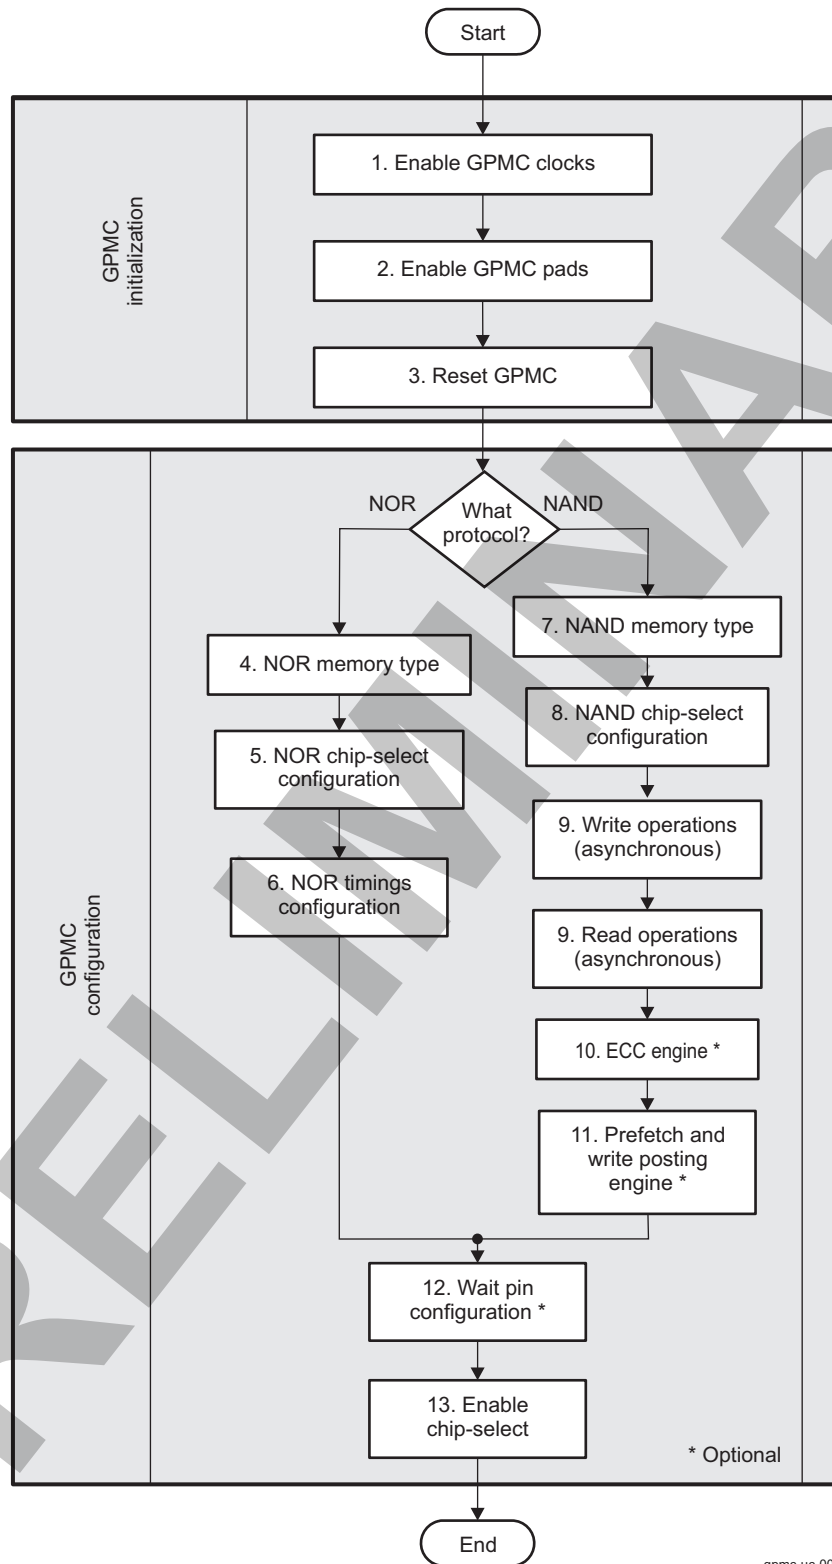 Start
GPMC
initialization
1. Enable GPMC clocks
2. Enable GPMC pads
3. Reset GPMC
GPMC
configuration
What
protocol?
NOR
NAND
4. NOR memory type
5. NOR chip-select
configuration
6. NOR timings
configuration
7. NAND memory type
8. NAND chip-select
configuration
9. Write operations
(asynchronous)
9. Read operations
(asynchronous)
10. ECC engine *
11. Prefetch and
write posting
engine *
12. Wait pin
configuration *
13. Enable
chip-select
* Optional
End
RELIMINAR